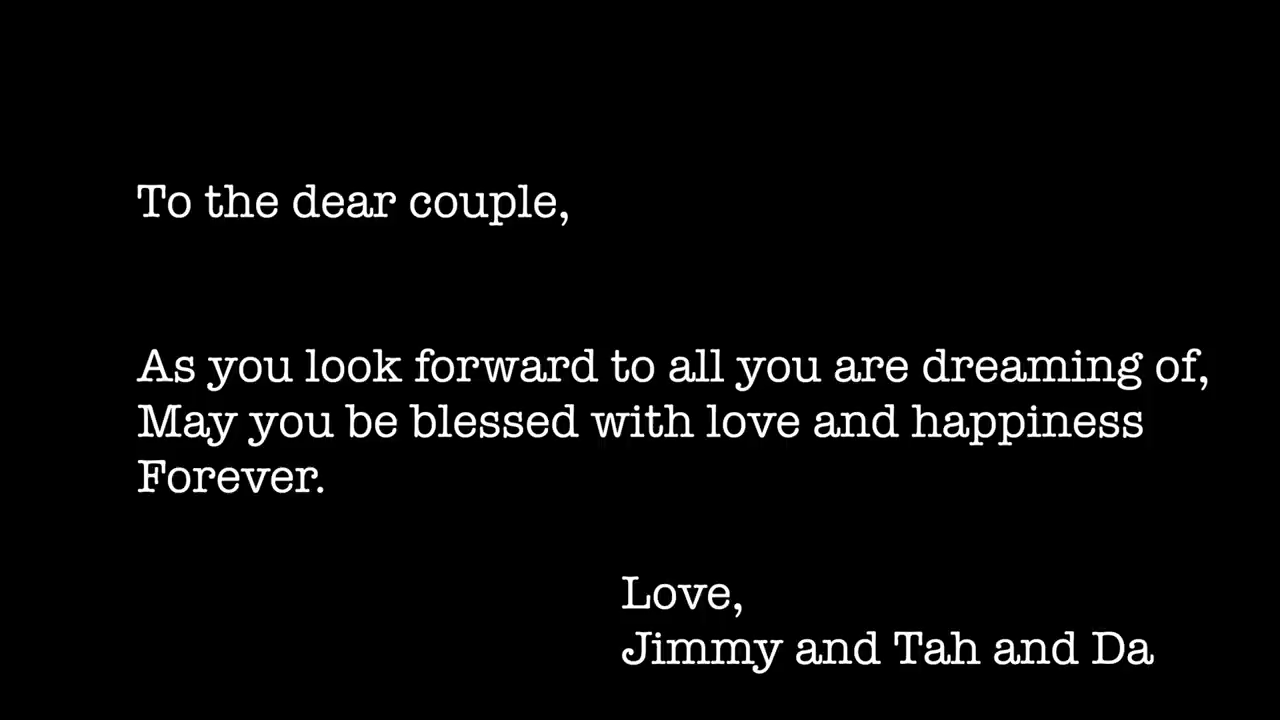 To the dear couple,
As you look forward to all you are dreaming of,
May you be blessed with love and happiness
Forever.
Love,
Jimmy and Tah and Da